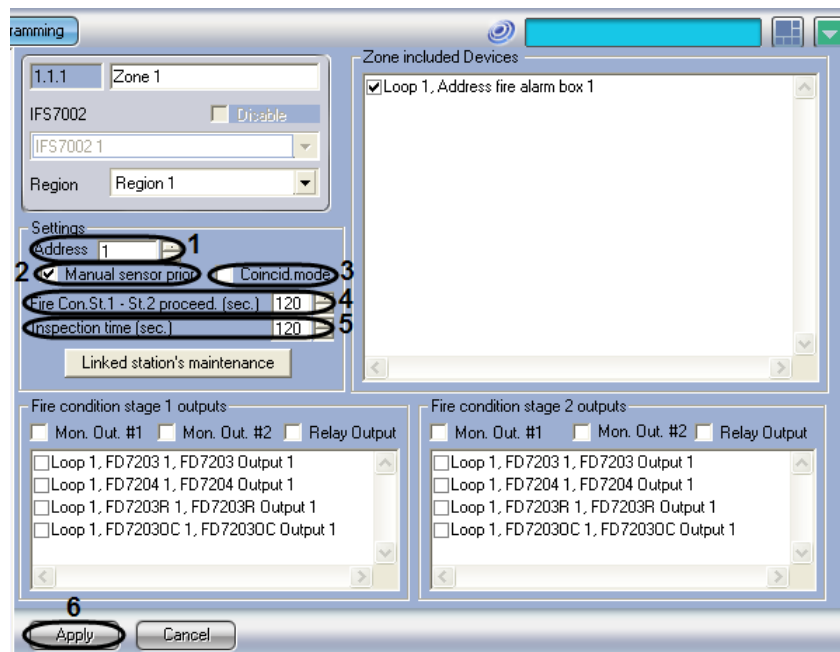 ramming
1.1.1 Zone 1
IFS7002 Disable
IFS7002 1
Region Region 1
Settings
Address 1 1
2 Manual sensor prior Coincid.mode 3
Fire Con.St.1 - St.2 proceed. (sec.) 120 4
Inspection time (sec.) 120 5
Linked station's maintenance
Zone included Devices
Loop 1, Address fire alarm box 1
Fire condition stage 1 outputs
Mon. Out. #1 Mon. Out. #2 Relay Output
Loop 1, FD7203 1, FD7203 Output 1
Loop 1, FD7204 1, FD7204 Output 1
Loop 1, FD7203R 1, FD7203R Output 1
Loop 1, FD7203OC 1, FD7203OC Output 1
Fire condition stage 2 outputs
Mon. Out. #1 Mon. Out. #2 Relay Output
Loop 1, FD7203 1, FD7203 Output 1
Loop 1, FD7204 1, FD7204 Output 1
Loop 1, FD7203R 1, FD7203R Output 1
Loop 1, FD7203OC 1, FD7203OC Output 1
6
Apply Cancel